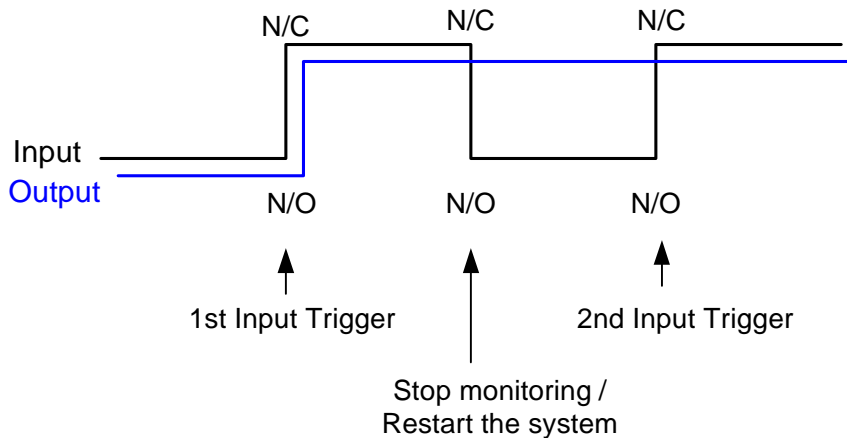 N/C N/C N/C
Input
Output
N/O N/O N/O
1st Input Trigger 2nd Input Trigger
Stop monitoring /
Restart the system